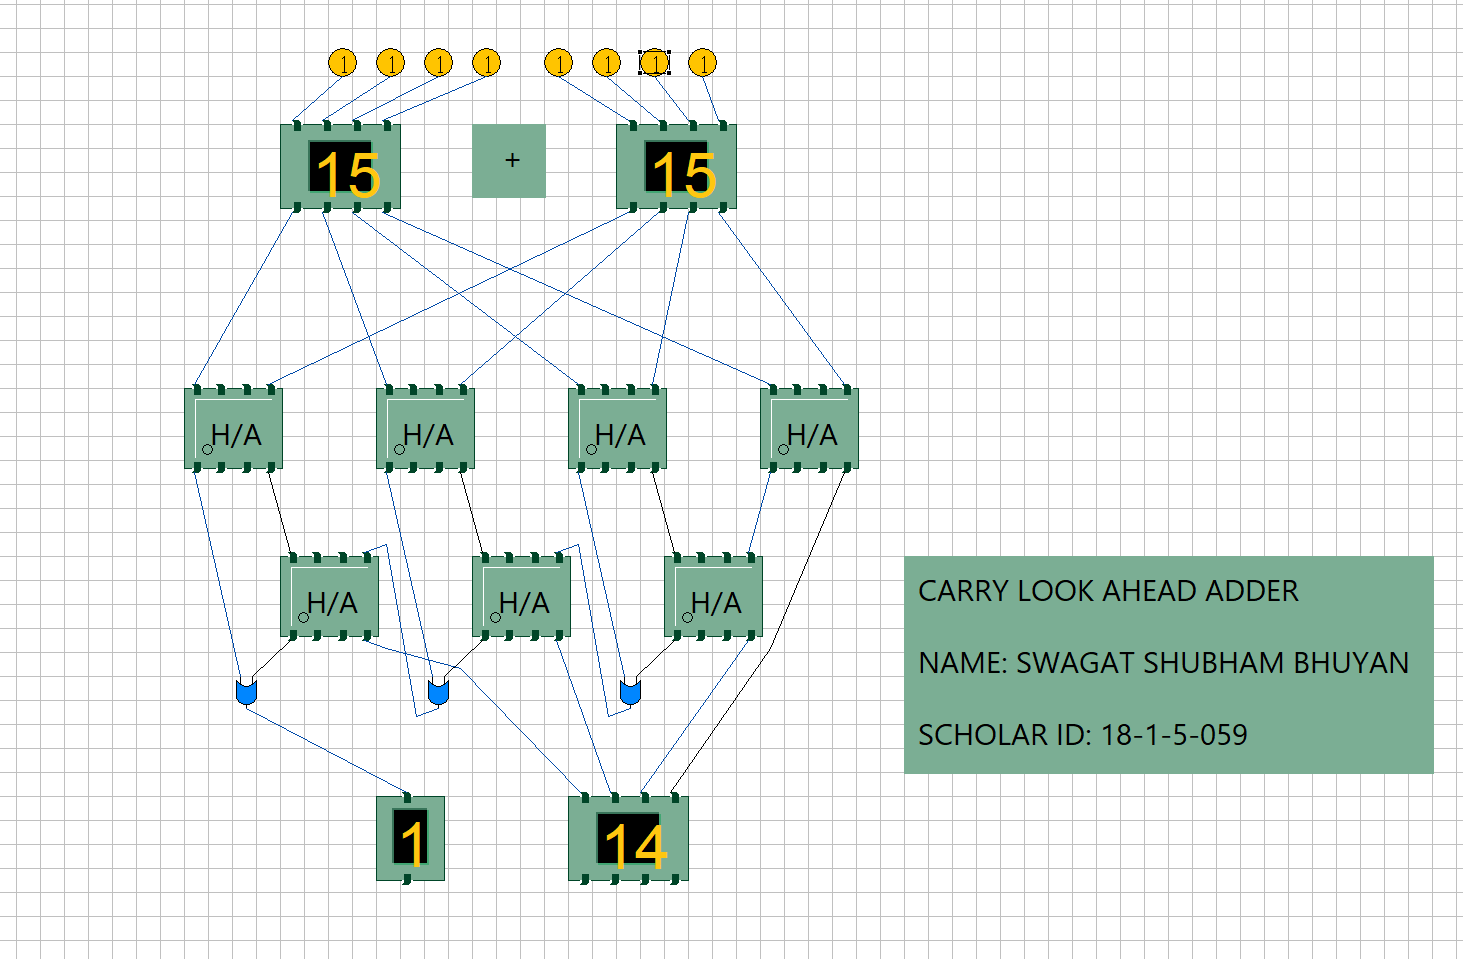 1 1 1 1 1 1 1 1
15 + 15
H/A H/A H/A H/A
H/A H/A H/A
CARRY LOOK AHEAD ADDER
NAME: SWAGAT SHUBHAM BHUYAN
SCHOLAR ID: 18-1-5-059
1 14